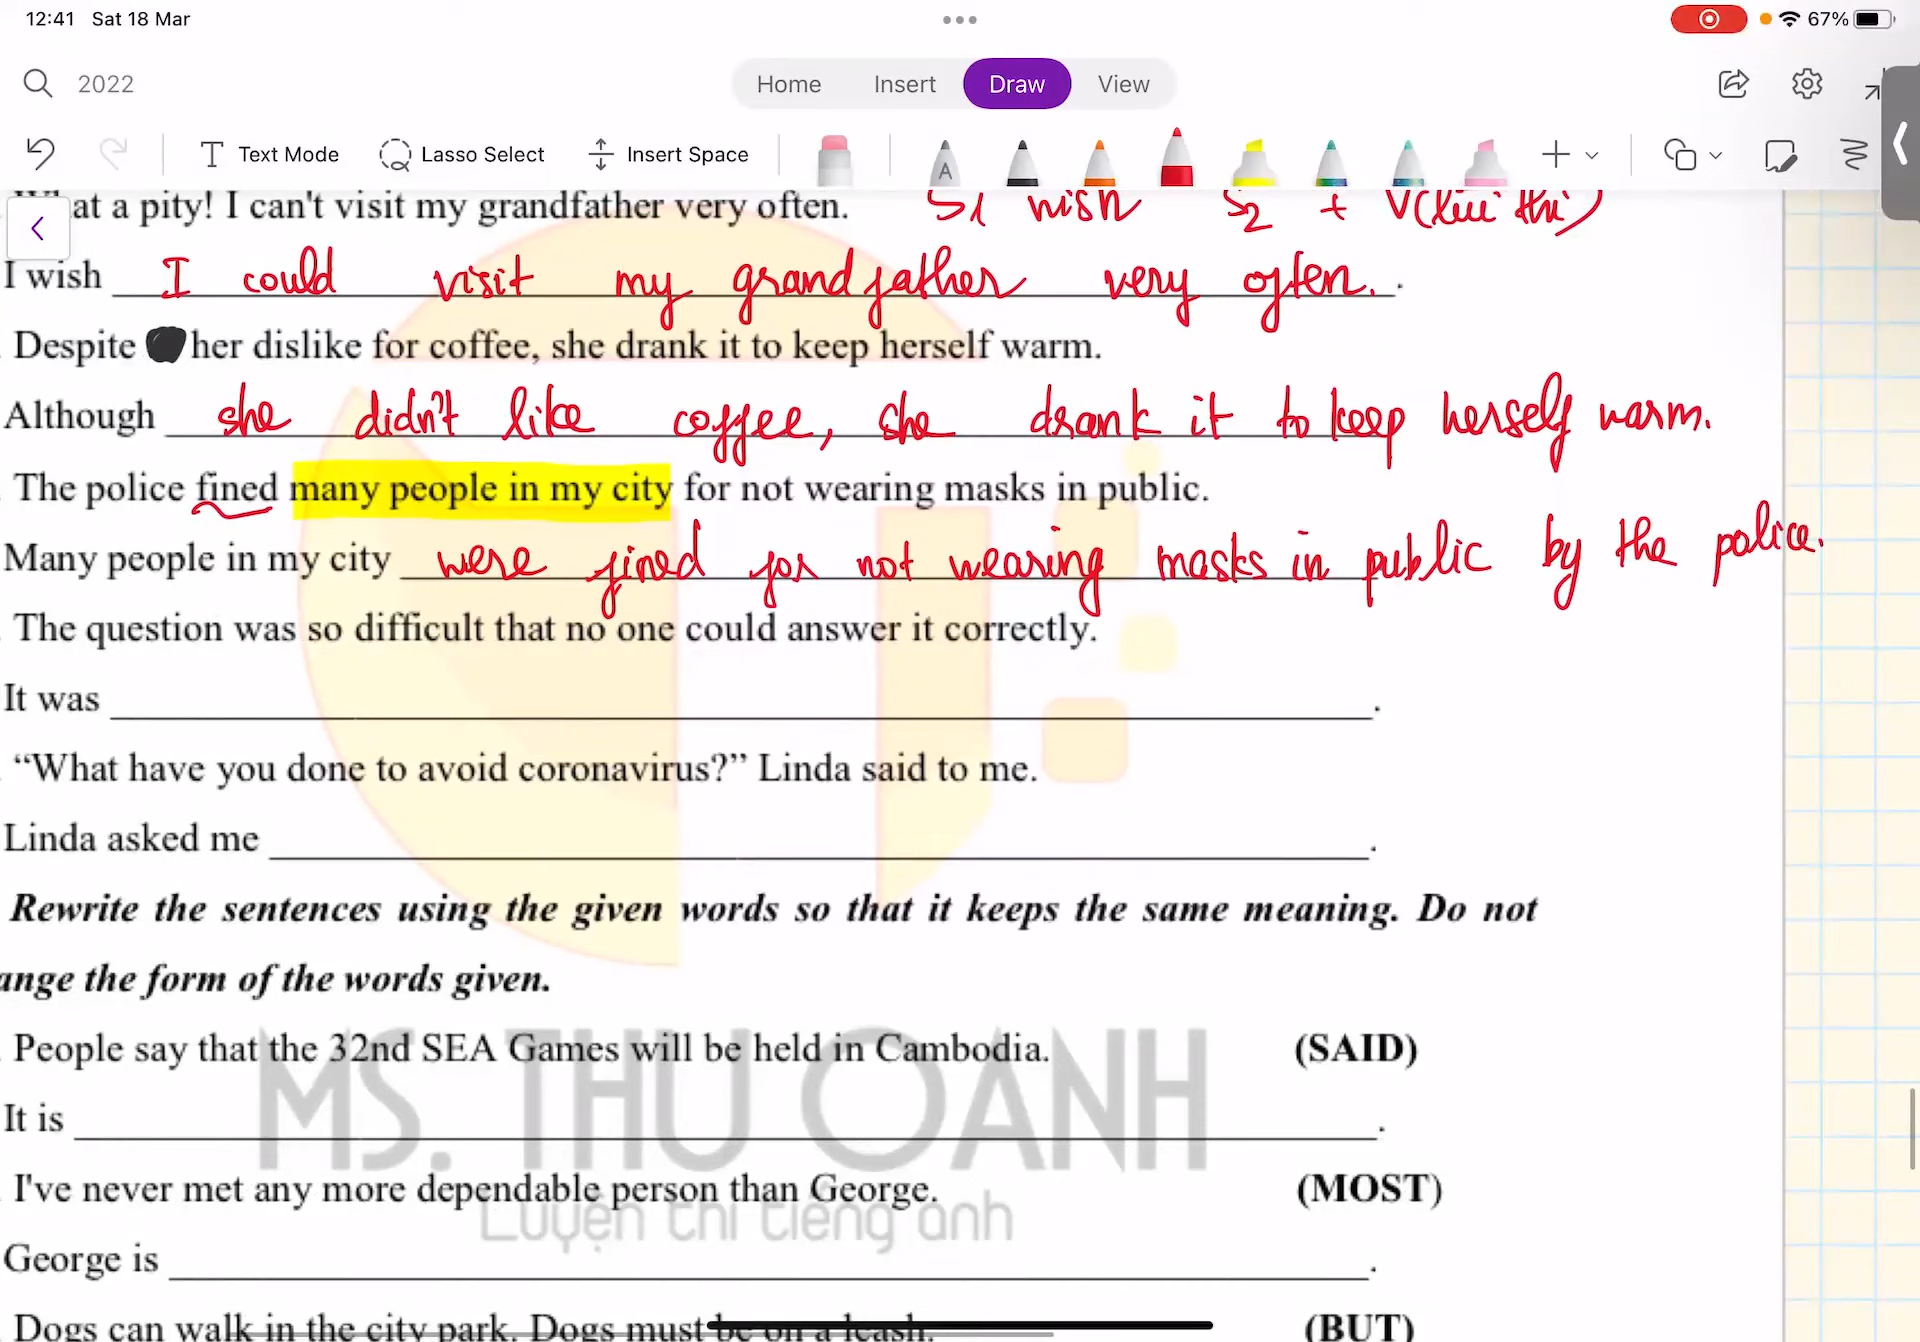 12:41 Sat 18 Mar
67%
2022
Home Insert Draw View
Text Mode Lasso Select Insert Space
A
at a pity! I can't visit my grandfather very often. S1 wish S2 + V(lùi thì)
I wish I could visit my grandfather very often.
Despite her dislike for coffee, she drank it to keep herself warm.
Although she didn't like coffee, she drank it to keep herself warm.
The police fined many people in my city for not wearing masks in public.
Many people in my city were fined for not wearing masks in public by the police.
The question was so difficult that no one could answer it correctly.
It was .
“What have you done to avoid coronavirus?” Linda said to me.
Linda asked me .
Rewrite the sentences using the given words so that it keeps the same meaning. Do not
ange the form of the words given.
People say that the 32nd SEA Games will be held in Cambodia. (SAID)
MS. THU OANH
It is .
I've never met any more dependable person than George. (MOST)
Luyện thi tiếng anh
George is .
Dogs can walk in the city park. Dogs must be on a leash. (BUT)